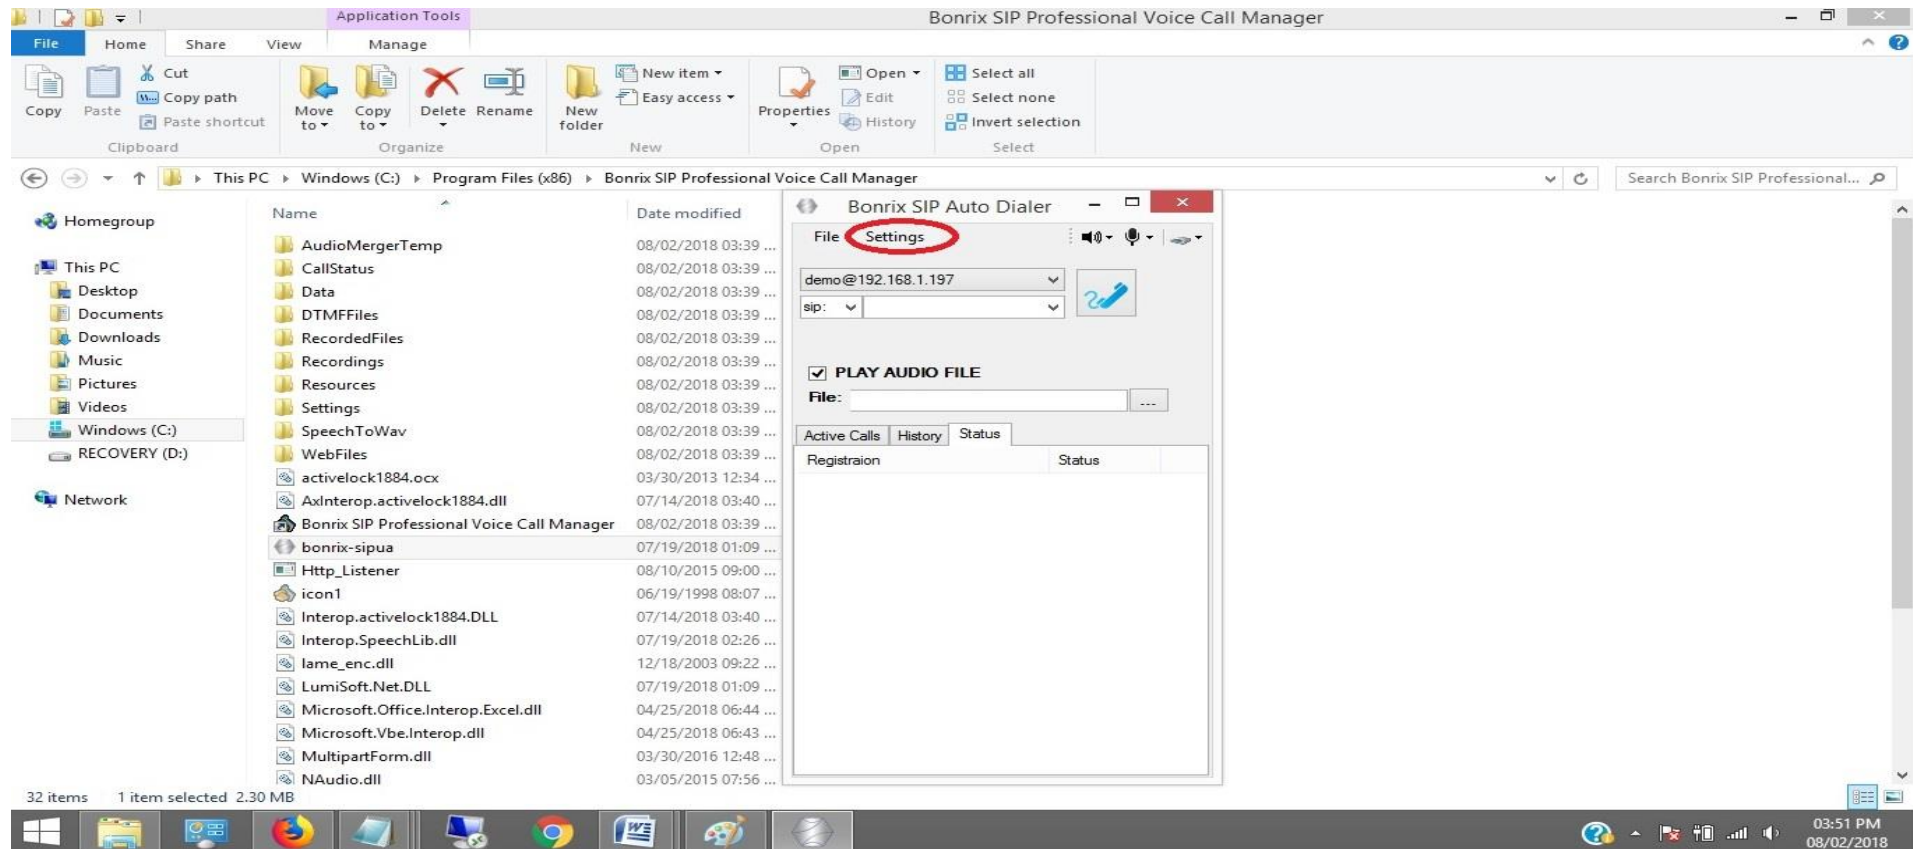 Application Tools
Bonrix SIP Professional Voice Call Manager
File Home Share View Manage
Copy
Paste
Cut
Copy path
Paste shortcut
Clipboard
Move to
Copy to
Delete
Rename
Organize
New folder
New item
Easy access
New
Properties
Open
Edit
History
Open
Select all
Select none
Invert selection
Select
This PC Windows (C:) Program Files (x86) Bonrix SIP Professional Voice Call Manager
Search Bonrix SIP Professional...
Homegroup
This PC
Desktop
Documents
Downloads
Music
Pictures
Videos
Windows (C:)
RECOVERY (D:)
Network
Name Date modified
AudioMergerTemp 08/02/2018 03:39 ...
CallStatus 08/02/2018 03:39 ...
Data 08/02/2018 03:39 ...
DTMFFiles 08/02/2018 03:39 ...
RecordedFiles 08/02/2018 03:39 ...
Recordings 08/02/2018 03:39 ...
Resources 08/02/2018 03:39 ...
Settings 08/02/2018 03:39 ...
SpeechToWav 08/02/2018 03:39 ...
WebFiles 08/02/2018 03:39 ...
activelock1884.ocx 03/30/2013 12:34 ...
AxInterop.activelock1884.dll 07/14/2018 03:40 ...
Bonrix SIP Professional Voice Call Manager 08/02/2018 03:39 ...
bonrix-sipua 07/19/2018 01:09 ...
Http_Listener 08/10/2015 09:00 ...
icon1 06/19/1998 08:07 ...
Interop.activelock1884.DLL 07/14/2018 03:40 ...
Interop.SpeechLib.dll 07/19/2018 02:26 ...
lame_enc.dll 12/18/2003 09:22 ...
LumiSoft.Net.DLL 07/19/2018 01:09 ...
Microsoft.Office.Interop.Excel.dll 04/25/2018 06:44 ...
Microsoft.Vbe.Interop.dll 04/25/2018 06:43 ...
MultipartForm.dll 03/30/2016 12:48 ...
NAudio.dll 03/05/2015 07:56 ...
Bonrix SIP Auto Dialer
File Settings
demo@192.168.1.197
sip:
PLAY AUDIO FILE
File: ...
Active Calls History Status
Registraion Status
32 items 1 item selected 2.30 MB
03:51 PM
08/02/2018